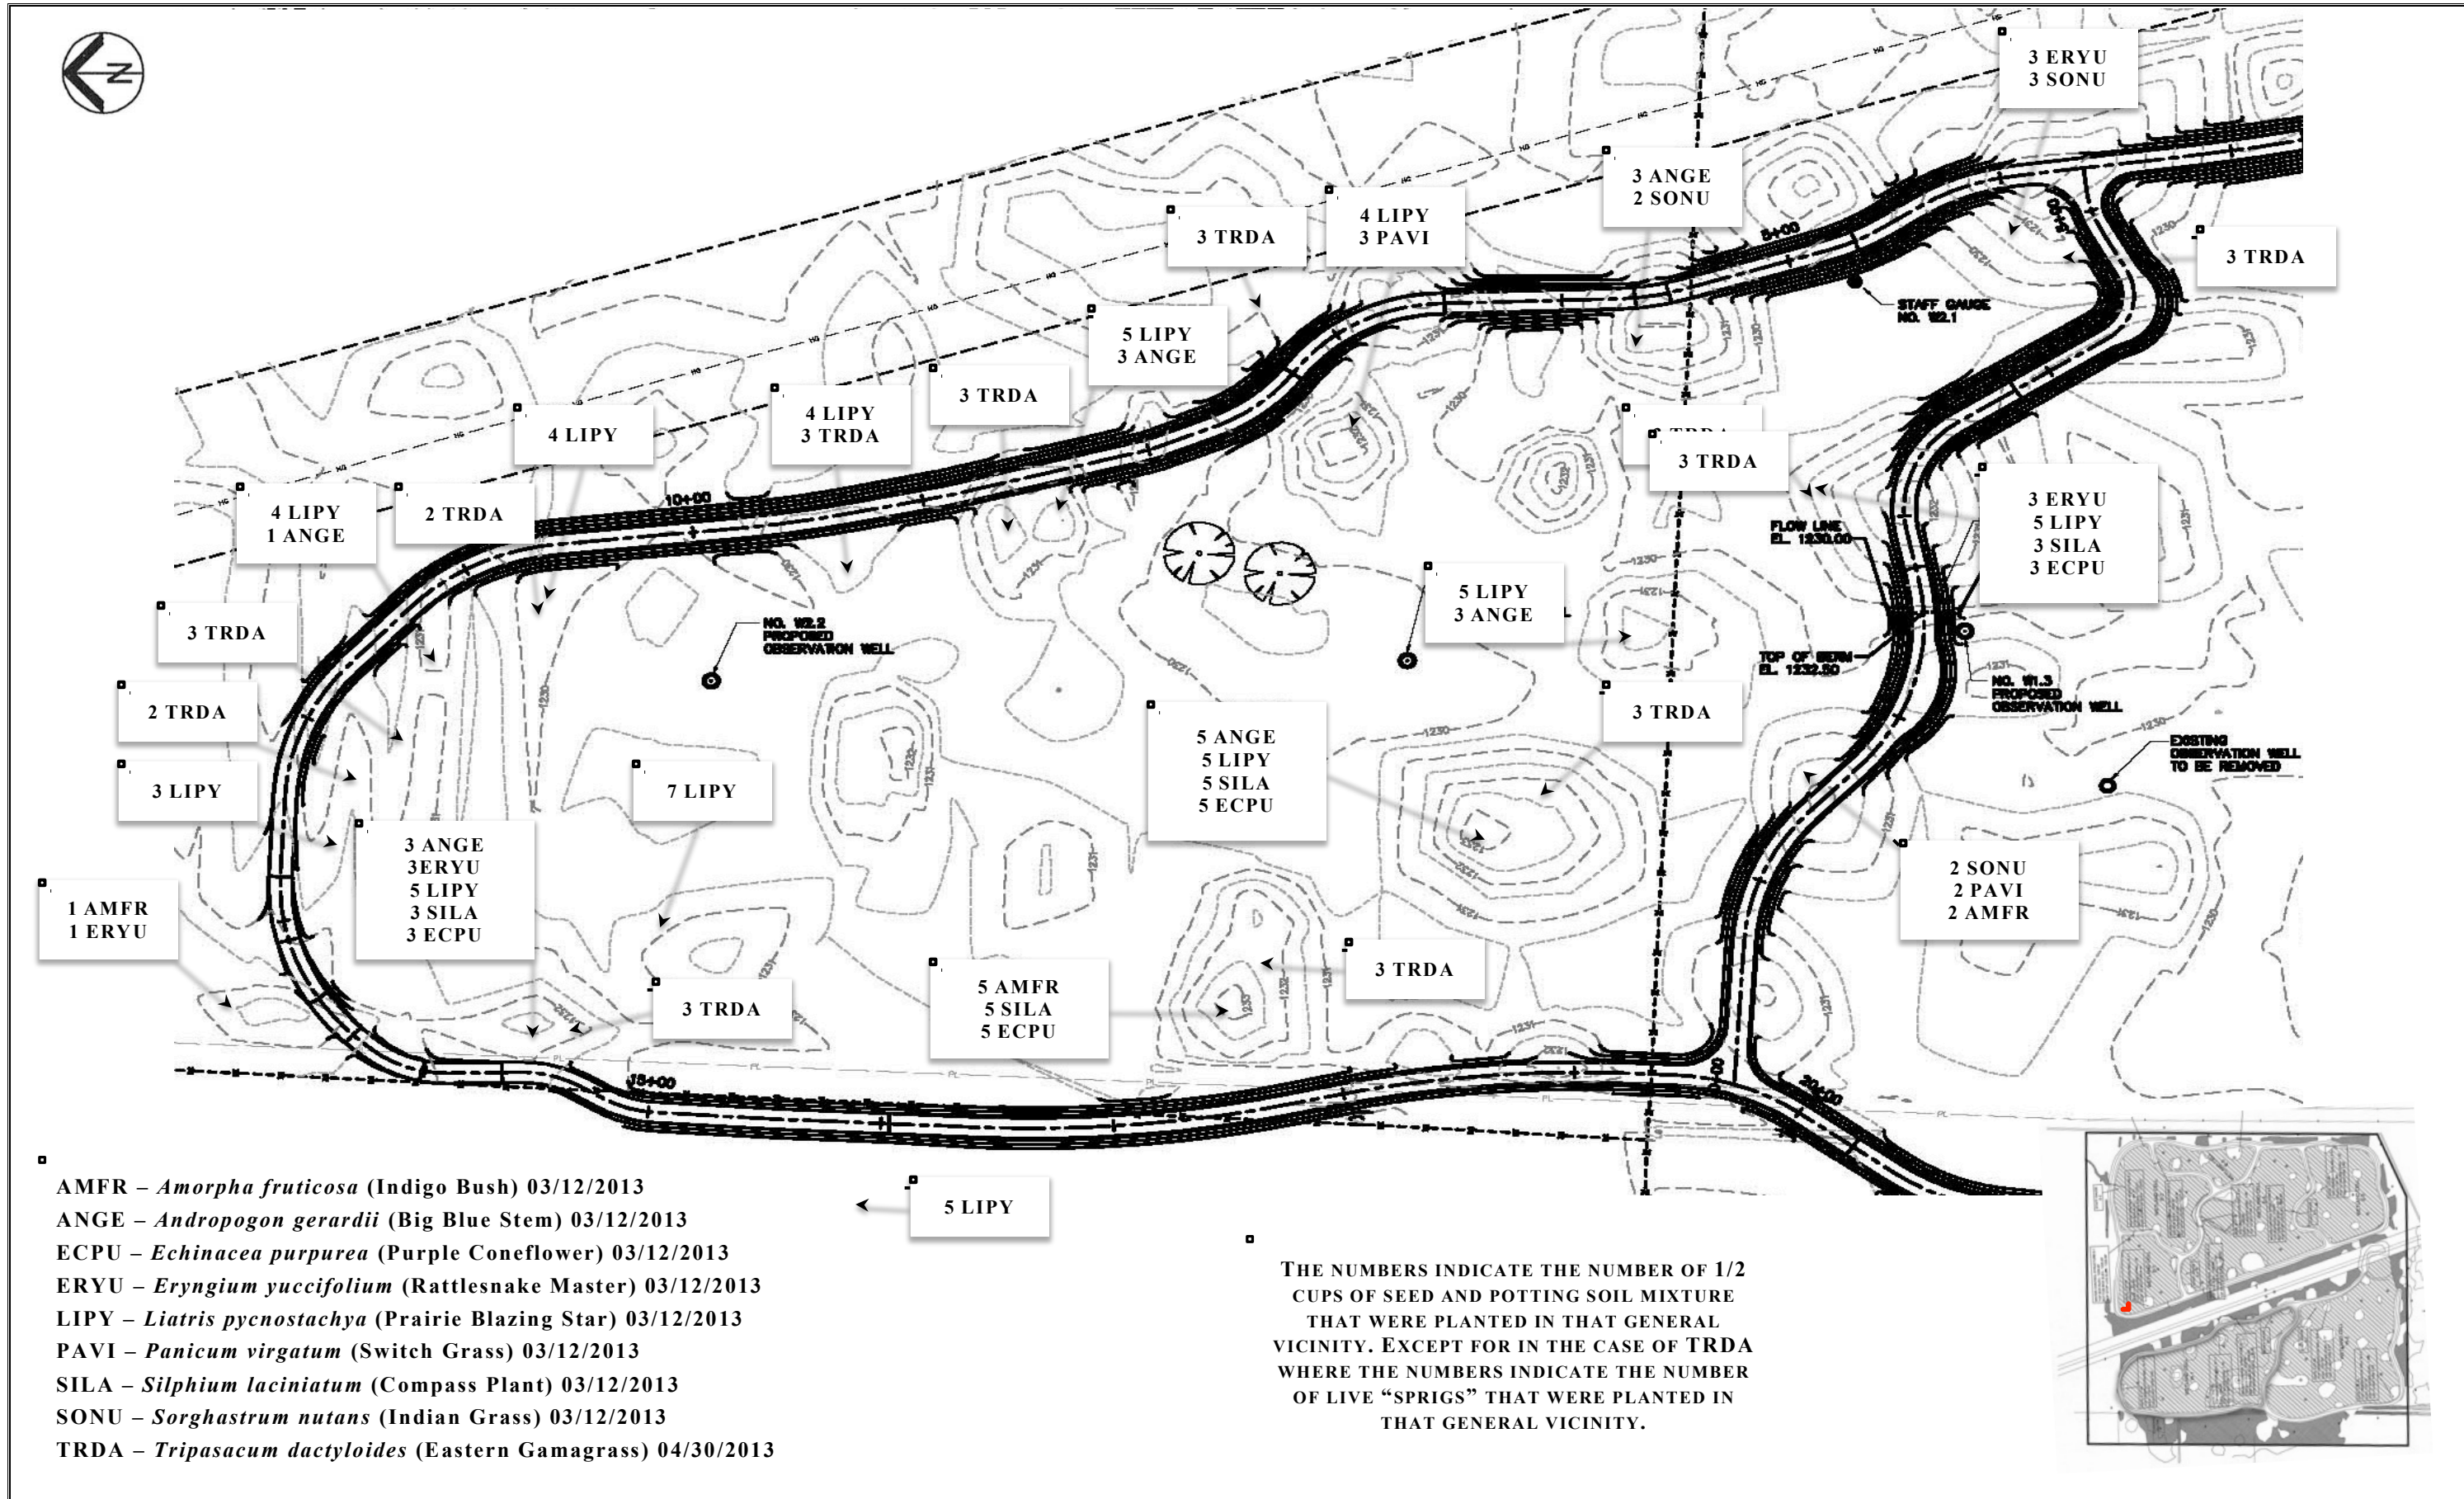 N
3 ERYU
3 SONU
3 ANGE
2 SONU
4 LIPY
3 PAVI
3 TRDA
3 TRDA
5+00
STAFF GAUGE
NO. W2.1
5 LIPY
3 ANGE
3 TRDA
4 LIPY
3 TRDA
4 LIPY
3 TRDA
10+00
4 LIPY
1 ANGE
2 TRDA
3 ERYU
5 LIPY
3 SILA
3 ECPU
FLOW LINE
EL. 1230.00
5 LIPY
3 ANGE
3 TRDA
NO. W2.2
PROPOSED
OBSERVATION WELL
TOP OF BERM
EL. 1232.50
NO. W1.3
PROPOSED
OBSERVATION WELL
2 TRDA
3 TRDA
5 ANGE
5 LIPY
5 SILA
5 ECPU
EXISTING
OBSERVATION WELL
TO BE REMOVED
3 LIPY
7 LIPY
3 ANGE
3ERYU
5 LIPY
3 SILA
3 ECPU
2 SONU
2 PAVI
2 AMFR
1 AMFR
1 ERYU
3 TRDA
5 AMFR
5 SILA
5 ECPU
3 TRDA
15+00
0+00
20+00
5 LIPY
AMFR – Amorpha fruticosa (Indigo Bush) 03/12/2013
ANGE – Andropogon gerardii (Big Blue Stem) 03/12/2013
ECPU – Echinacea purpurea (Purple Coneflower) 03/12/2013
ERYU – Eryngium yuccifolium (Rattlesnake Master) 03/12/2013
LIPY – Liatris pycnostachya (Prairie Blazing Star) 03/12/2013
PAVI – Panicum virgatum (Switch Grass) 03/12/2013
SILA – Silphium laciniatum (Compass Plant) 03/12/2013
SONU – Sorghastrum nutans (Indian Grass) 03/12/2013
TRDA – Tripasacum dactyloides (Eastern Gamagrass) 04/30/2013
THE NUMBERS INDICATE THE NUMBER OF 1/2
CUPS OF SEED AND POTTING SOIL MIXTURE
THAT WERE PLANTED IN THAT GENERAL
VICINITY. EXCEPT FOR IN THE CASE OF TRDA
WHERE THE NUMBERS INDICATE THE NUMBER
OF LIVE “SPRIGS” THAT WERE PLANTED IN
THAT GENERAL VICINITY.